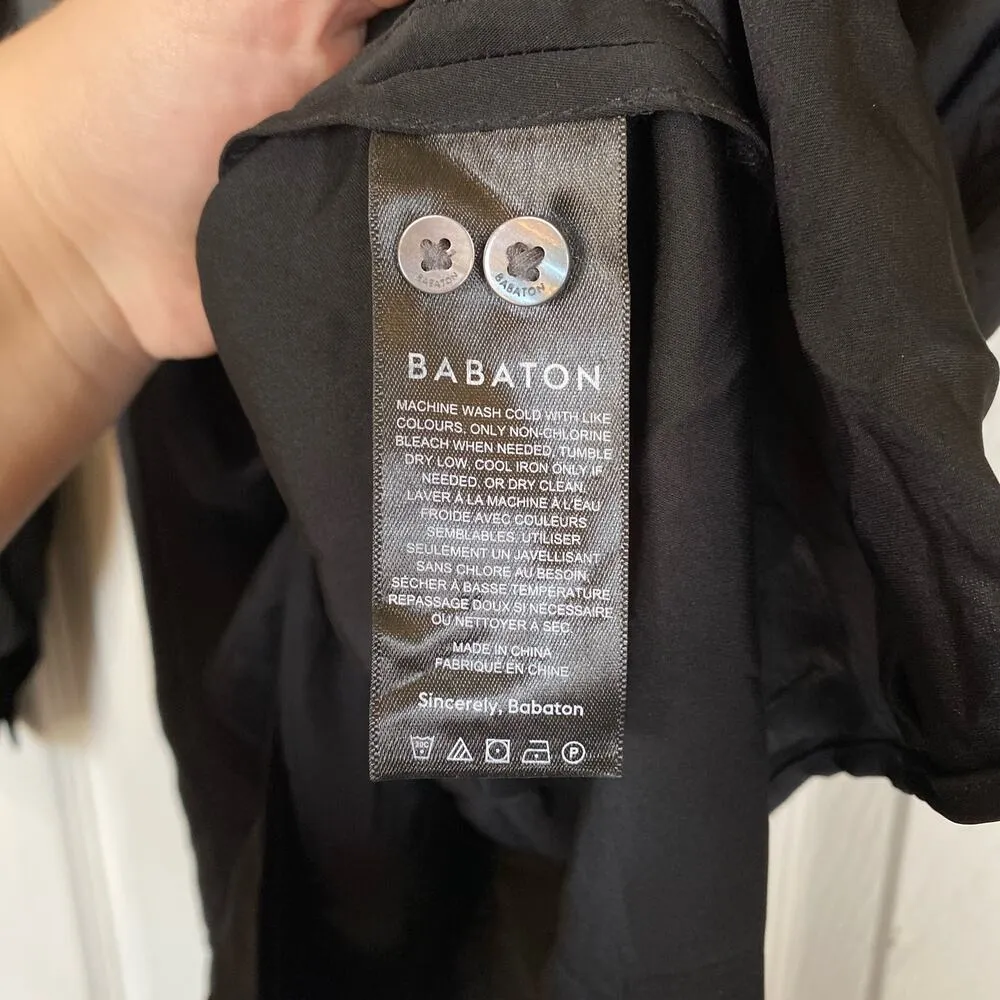 BABATON
BABATON
BABATON
MACHINE WASH COLD WITH LIKE
COLOURS. ONLY NON-CHLORINE
BLEACH WHEN NEEDED. TUMBLE
DRY LOW. COOL IRON ONLY IF
NEEDED, OR DRY CLEAN.
LAVER À LA MACHINE À L'EAU
FROIDE AVEC COULEURS
SEMBLABLES. UTILISER
SEULEMENT UN JAVELLISANT
SANS CHLORE AU BESOIN.
SÉCHER À BASSE TEMPÉRATURE.
REPASSAGE DOUX SI NÉCESSAIRE,
OU NETTOYER À SEC.
MADE IN CHINA
FABRIQUÉ EN CHINE
Sincerely, Babaton
30C P